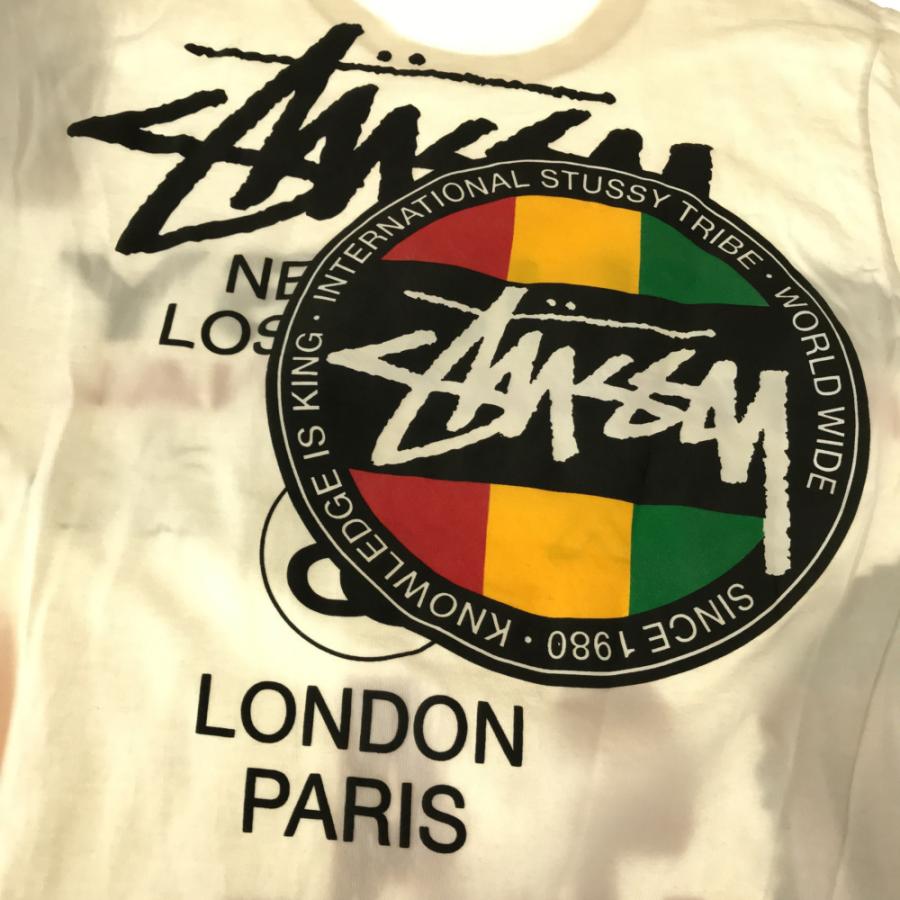 Stüssy
NE
LOS
KNOWLEDGE IS KING · INTERNATIONAL STUSSY TRIBE · WORLD WIDE
Stüssy
SINCE 1980 ·
LONDON
PARIS